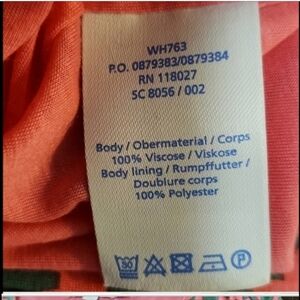 WH763
P.O. 0879383/0879384
RN 118027
SC 8056 / 002
Body / Obermaterial / Corps
100% Viscose / Viskose
Body lining / Rumpffutter /
Doublure corps
100% Polyester
30
P